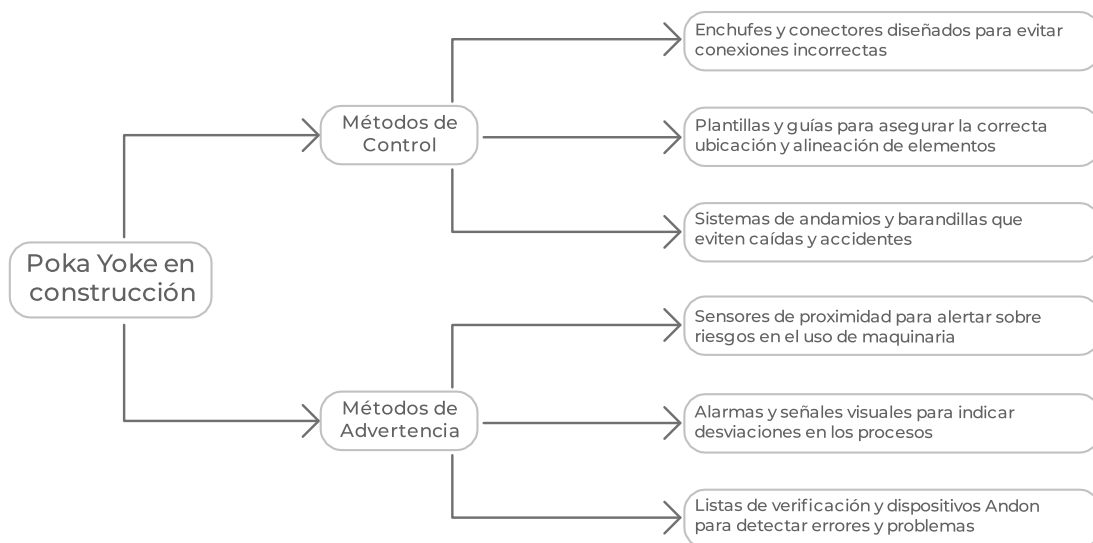 Poka Yoke en
construcción
Métodos de
Control
Enchufes y conectores diseñados para evitar
conexiones incorrectas
Plantillas y guías para asegurar la correcta
ubicación y alineación de elementos
Sistemas de andamios y barandillas que
eviten caídas y accidentes
Métodos de
Advertencia
Sensores de proximidad para alertar sobre
riesgos en el uso de maquinaria
Alarmas y señales visuales para indicar
desviaciones en los procesos
Listas de verificación y dispositivos Andon
para detectar errores y problemas